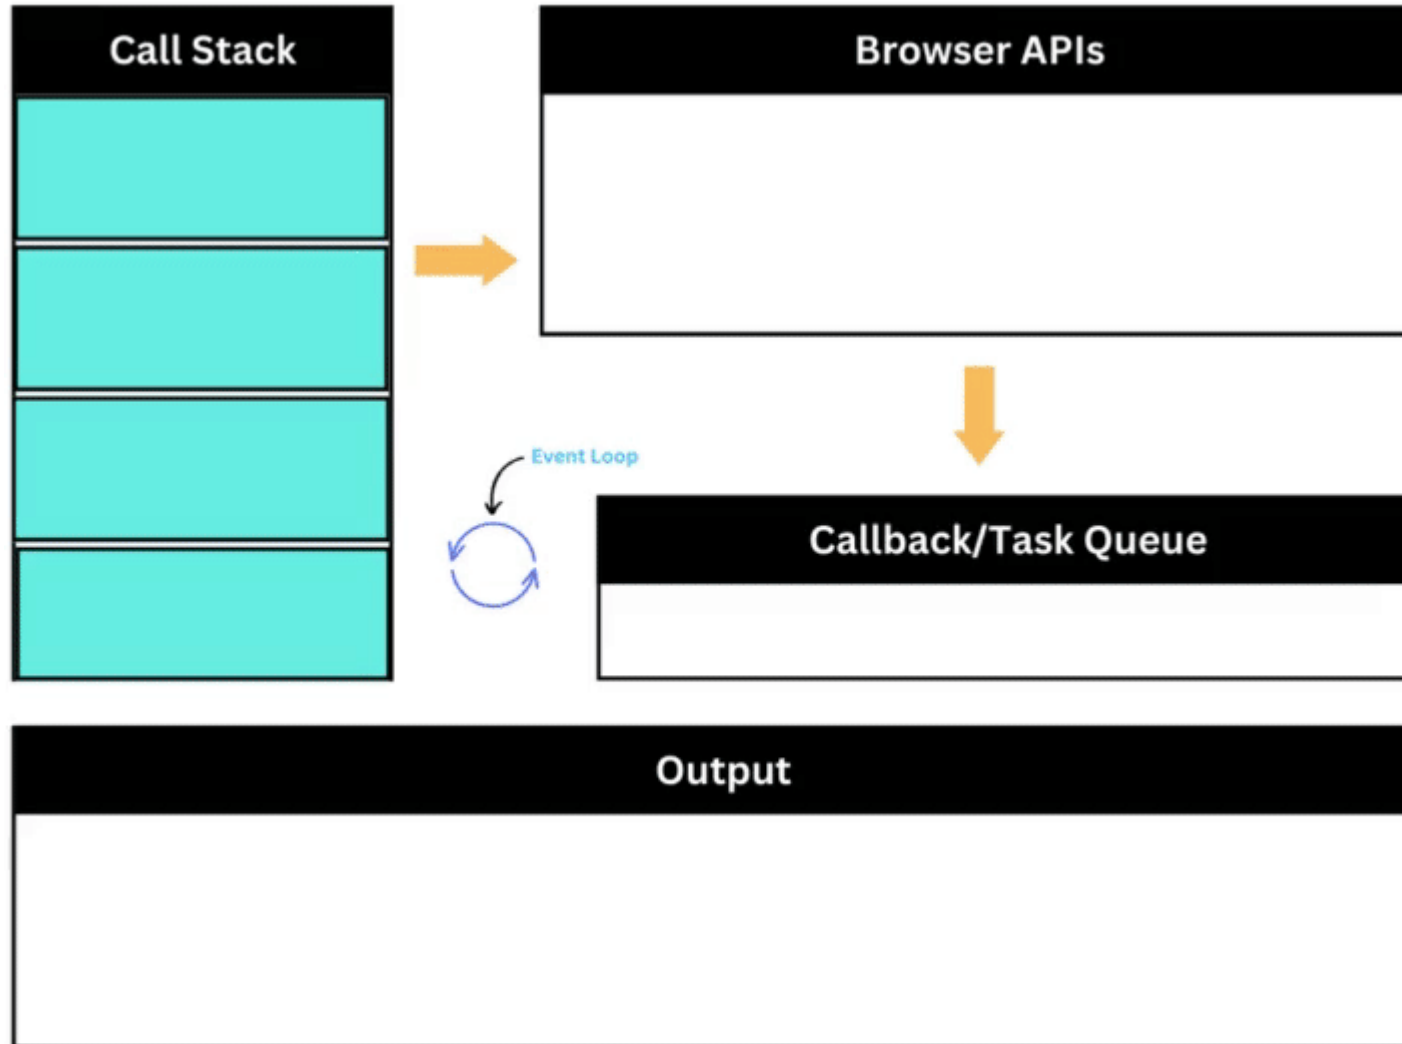 Call Stack
Browser APIs
Event Loop
Callback/Task Queue
Output